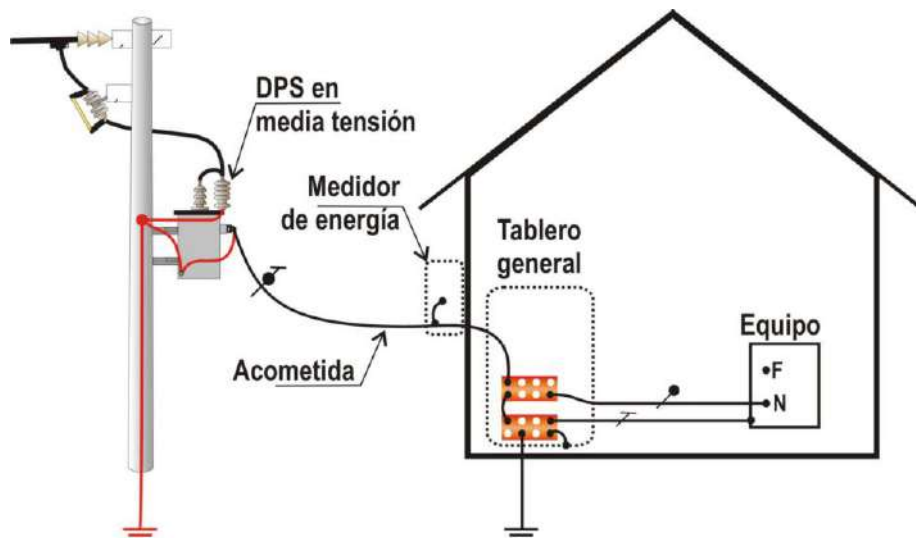 DPS en
media tensión
Medidor
de energía
Tablero
general
Equipo
F
N
Acometida